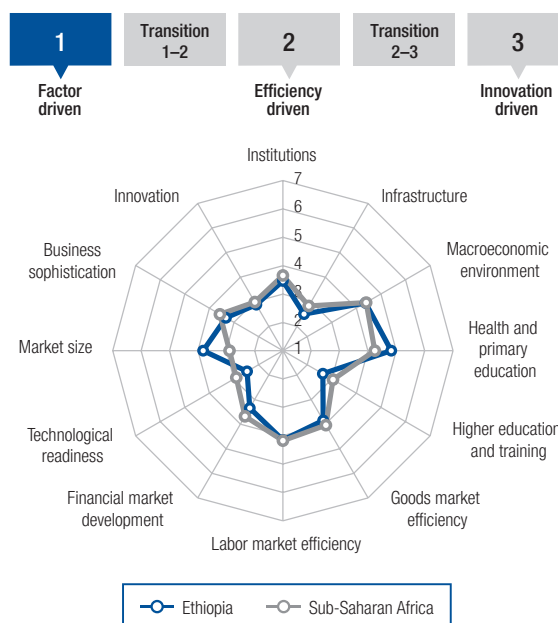 1
Transition
1–2
2
Transition
2–3
3
Factor
driven
Efficiency
driven
Innovation
driven
Institutions
7
6
5
4
3
2
1
Infrastructure
Macroeconomic
environment
Health and
primary
education
Higher education
and training
Goods market
efficiency
Labor market efficiency
Financial market
development
Technological
readiness
Market size
Business
sophistication
Innovation
Ethiopia
Sub-Saharan Africa